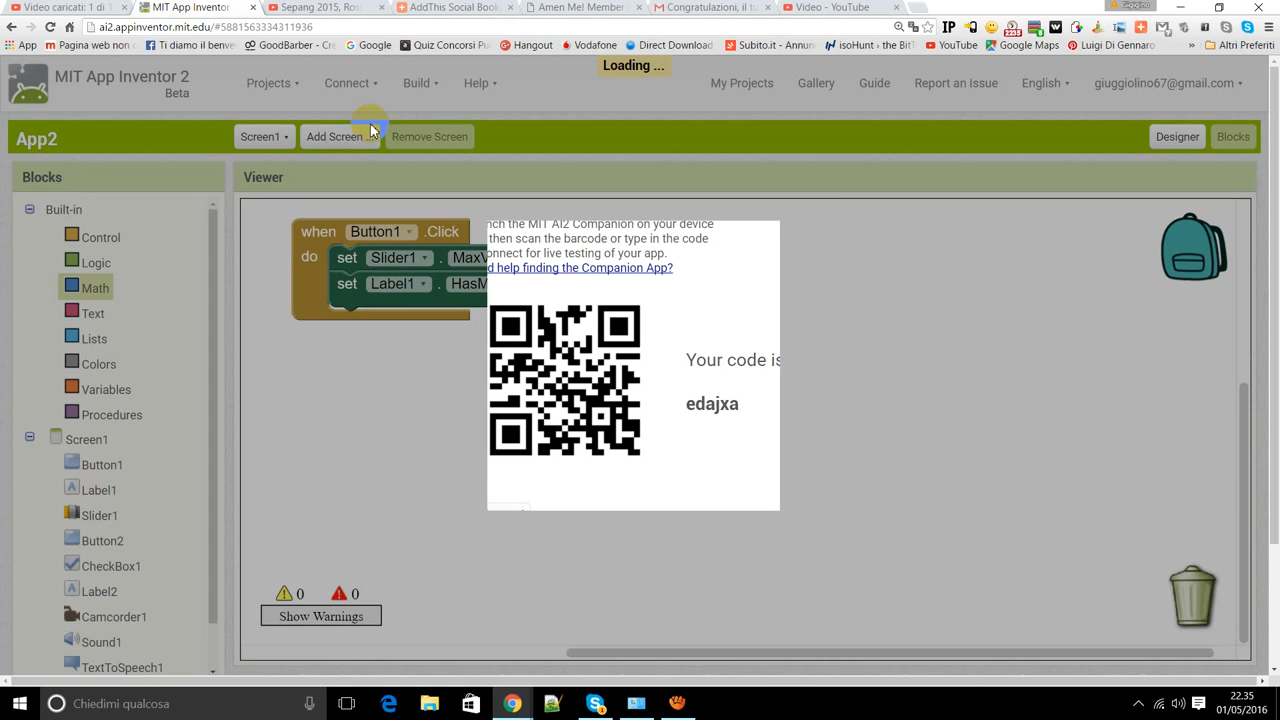 Gigigino
Video caricati: 1 di 1
MIT App Inventor
Sepang 2015, Ross
AddThis Social Book
Amen Me! Member
Congratulazioni, il t
Video - YouTube
ai2.appinventor.mit.edu/#5881563334311936
App
Pagina web non
Ti diamo il benve
GoodBarber - Cre
Google
Quiz Concorsi Pu
Hangout
Vodafone
Direct Download
Subito.it - Annun
isoHunt : the BitT
YouTube
Google Maps
Luigi Di Gennaro
Altri Preferiti
Loading ...
MIT App Inventor 2
Beta
Projects
Connect
Build
Help
My Projects
Gallery
Guide
Report an Issue
English
giuggiolino67@gmail.com
App2
Screen1
Add Screen ...
Remove Screen
Designer
Blocks
Blocks
Viewer
Built-in
Control
Logic
Math
Text
Lists
Colors
Variables
Procedures
Screen1
Button1
Label1
Slider1
Button2
CheckBox1
Label2
Camcorder1
Sound1
TextToSpeech1
when Button1 .Click
do set Slider1 . MaxV
set Label1 . HasM
nch the MIT AI2 Companion on your device
then scan the barcode or type in the code
onnect for live testing of your app.
d help finding the Companion App?
Your code is
edajxa
0 0
Show Warnings
Chiedimi qualcosa
22.35
01/05/2016